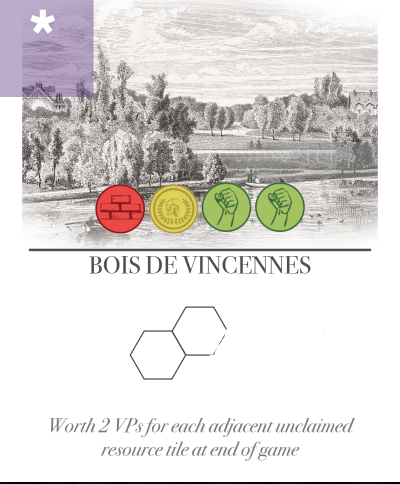 *
BOIS DE VINCENNES
Worth 2 VPs for each adjacent unclaimed
resource tile at end of game